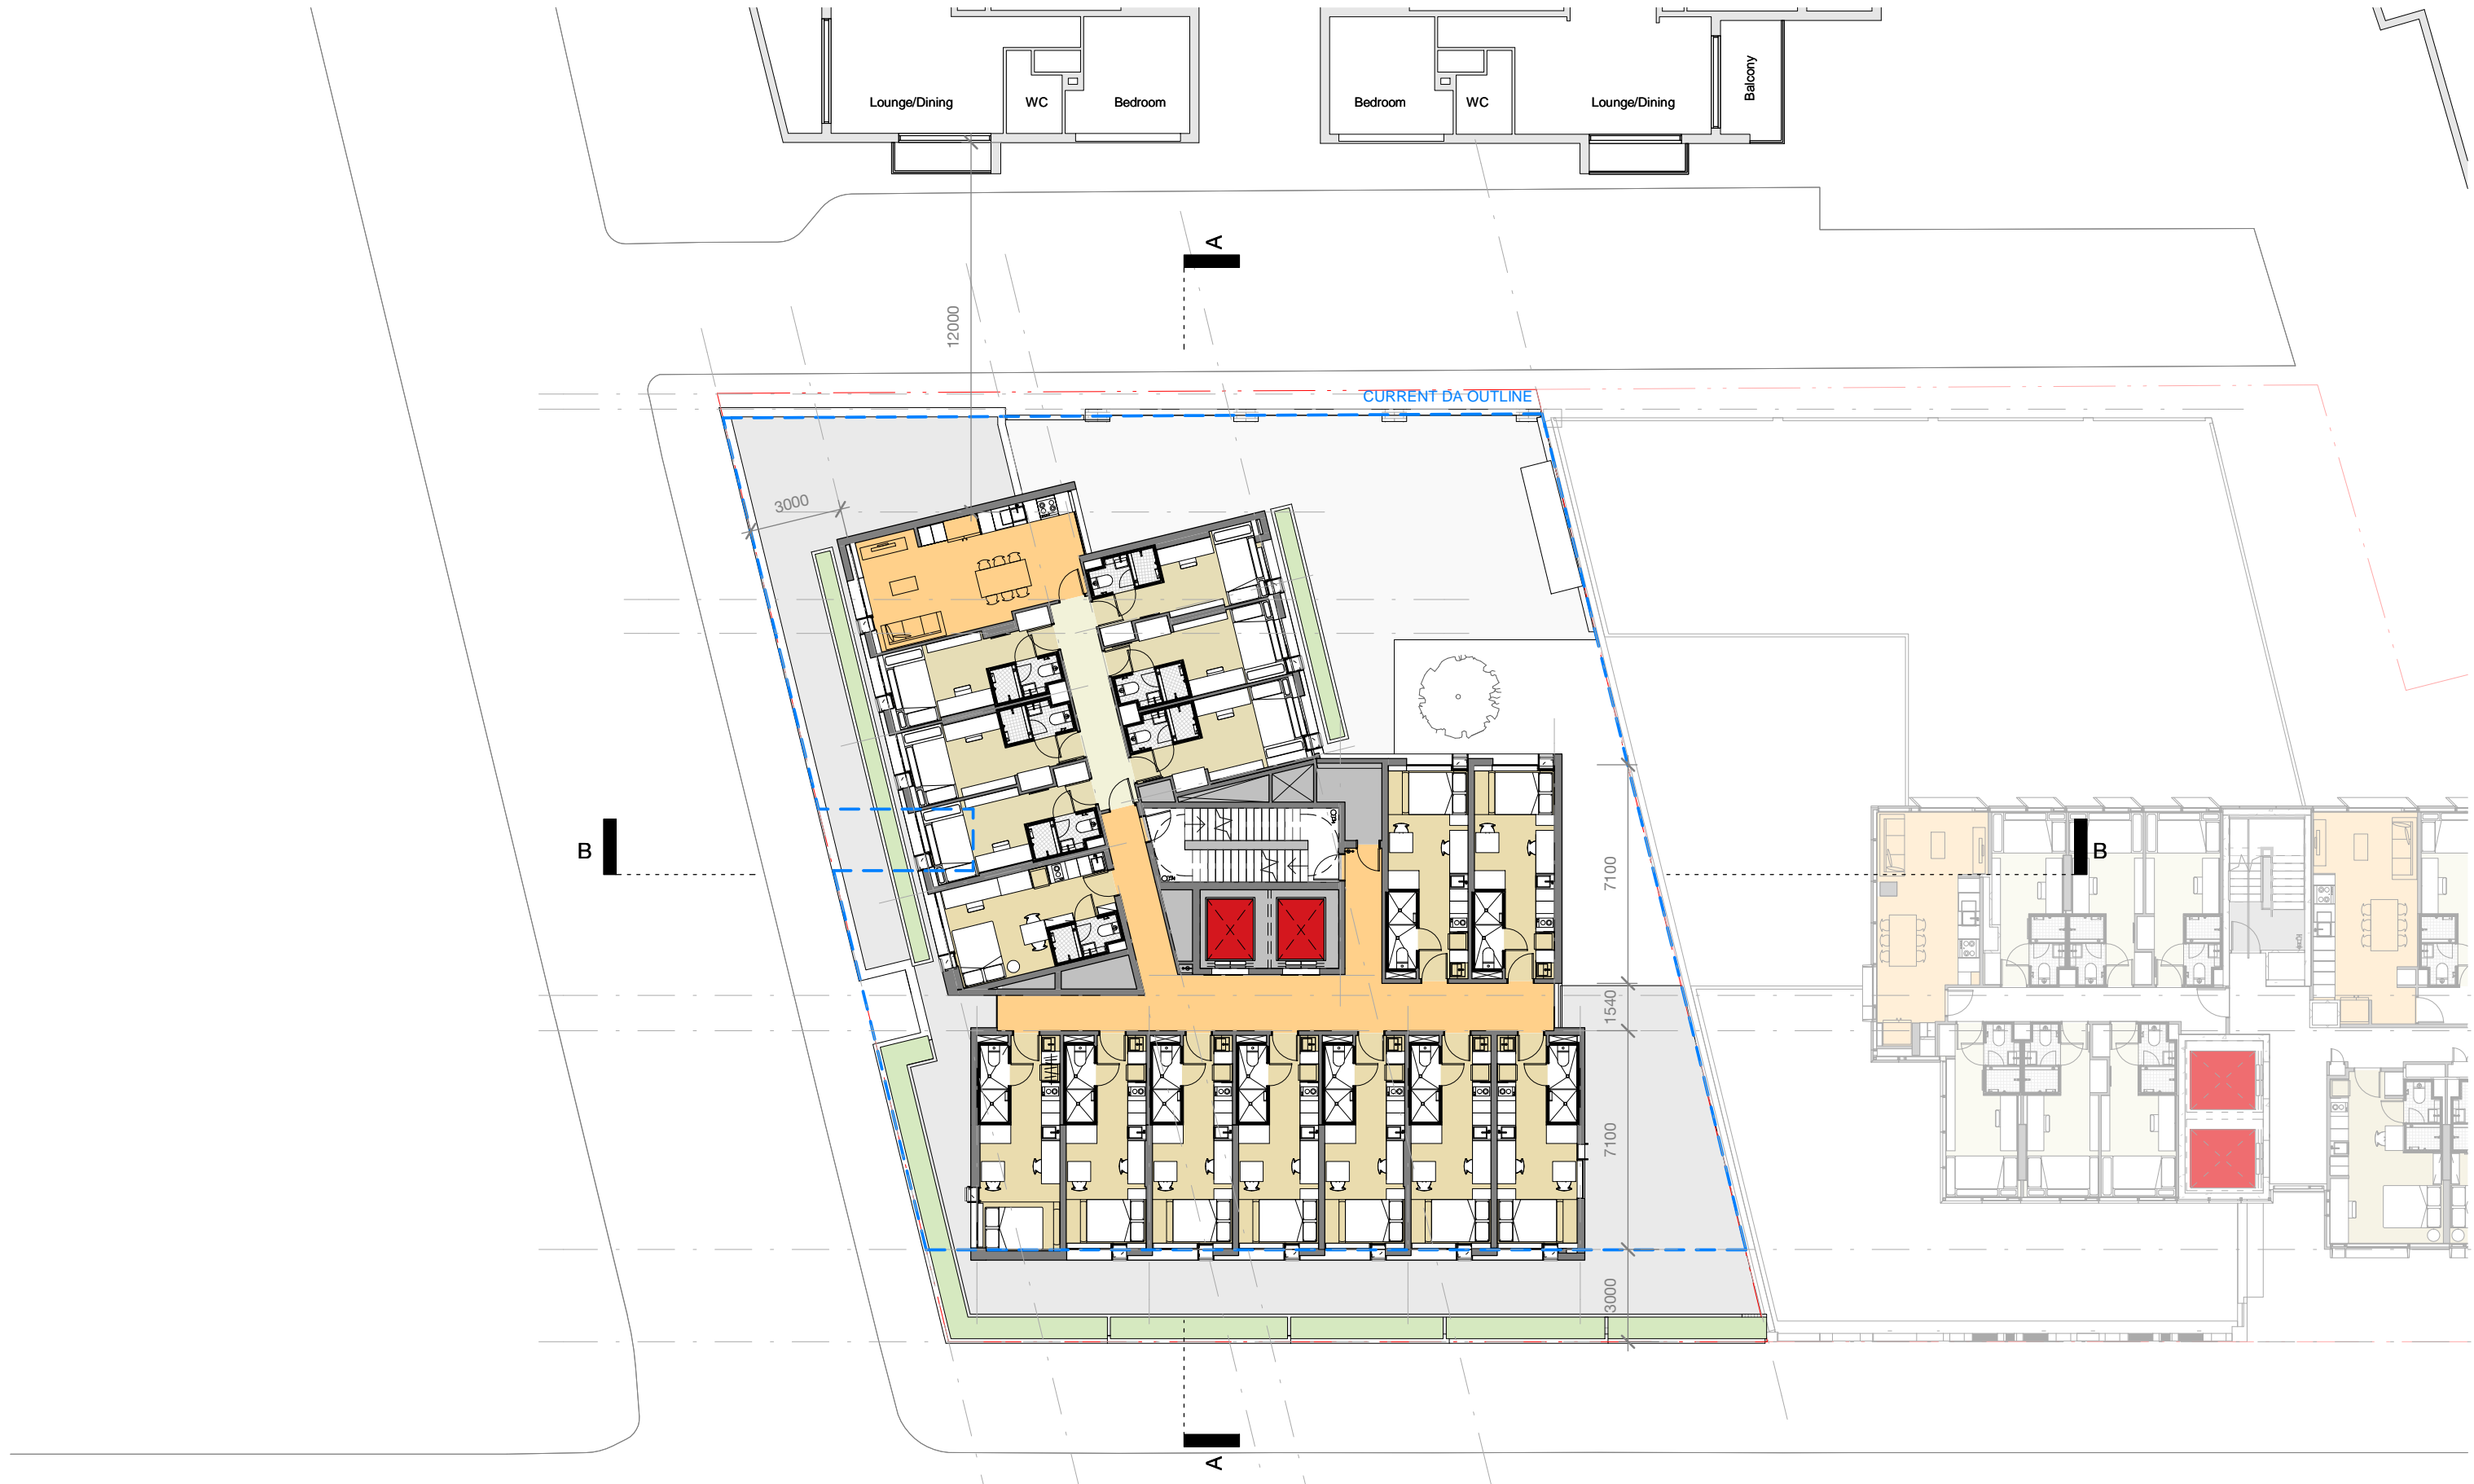 Balcony
Lounge/Dining
WC
Bedroom
Bedroom
WC
Lounge/Dining
A
12000
CURRENT DA OUTLINE
3000
B
B
7100
1540
7100
3000
A